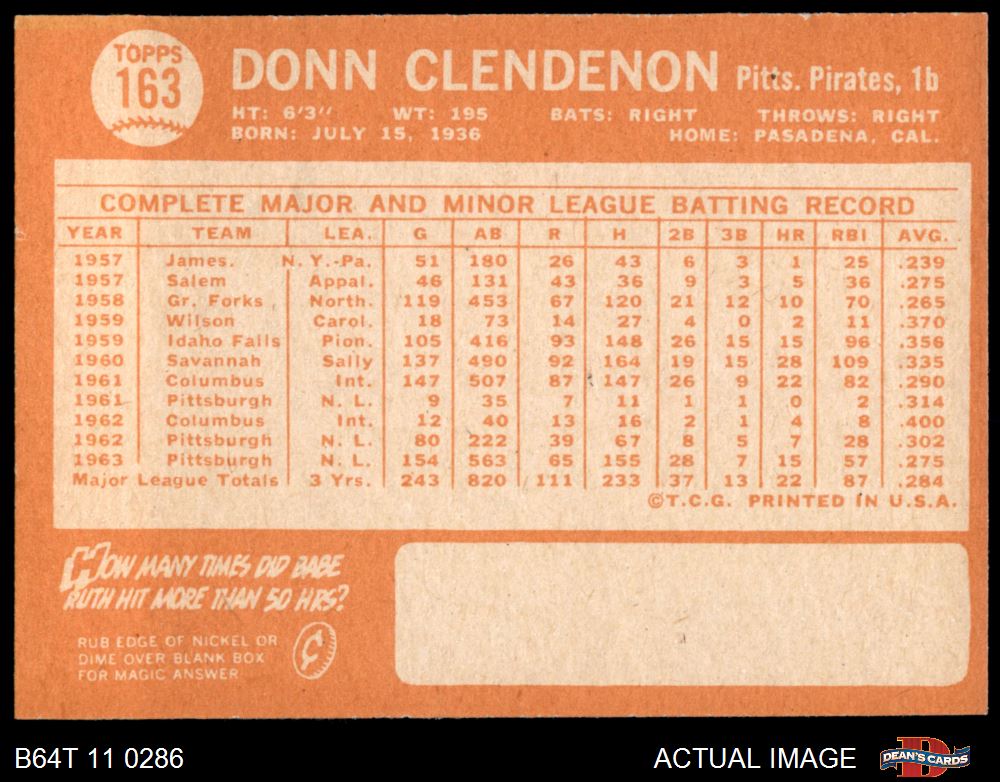 TOPPS
163
DONN CLENDENON Pitts. Pirates, 1b
HT: 6'3" WT: 195 BATS: RIGHT THROWS: RIGHT
BORN: JULY 15, 1936 HOME: PASADENA, CAL.
COMPLETE MAJOR AND MINOR LEAGUE BATTING RECORD
YEAR TEAM LEA. G AB R H 2B 3B HR RBI AVG.
1957 James. N. Y.-Pa. 51 180 26 43 6 3 1 25 .239
1957 Salem Appal. 46 131 43 36 9 3 5 36 .275
1958 Gr. Forks North. 119 453 67 120 21 12 10 70 .265
1959 Wilson Carol. 18 73 14 27 4 0 2 11 .370
1959 Idaho Falls Pion. 105 416 93 148 26 15 15 96 .356
1960 Savannah Sally 137 490 92 164 19 15 28 109 .335
1961 Columbus Int. 147 507 87 147 26 9 22 82 .290
1961 Pittsburgh N. L. 9 35 7 11 1 1 0 2 .314
1962 Columbus Int. 12 40 13 16 2 1 4 8 .400
1962 Pittsburgh N. L. 80 222 39 67 8 5 7 28 .302
1963 Pittsburgh N. L. 154 563 65 155 28 7 15 57 .275
Major League Totals 3 Yrs. 243 820 111 233 37 13 22 87 .284
©T.C.G. PRINTED IN U.S.A.
HOW MANY TIMES DID BABE
RUTH HIT MORE THAN 50 HRS?
RUB EDGE OF NICKEL OR
DIME OVER BLANK BOX
FOR MAGIC ANSWER
B64T 11 0286 ACTUAL IMAGE DEAN'S CARDS